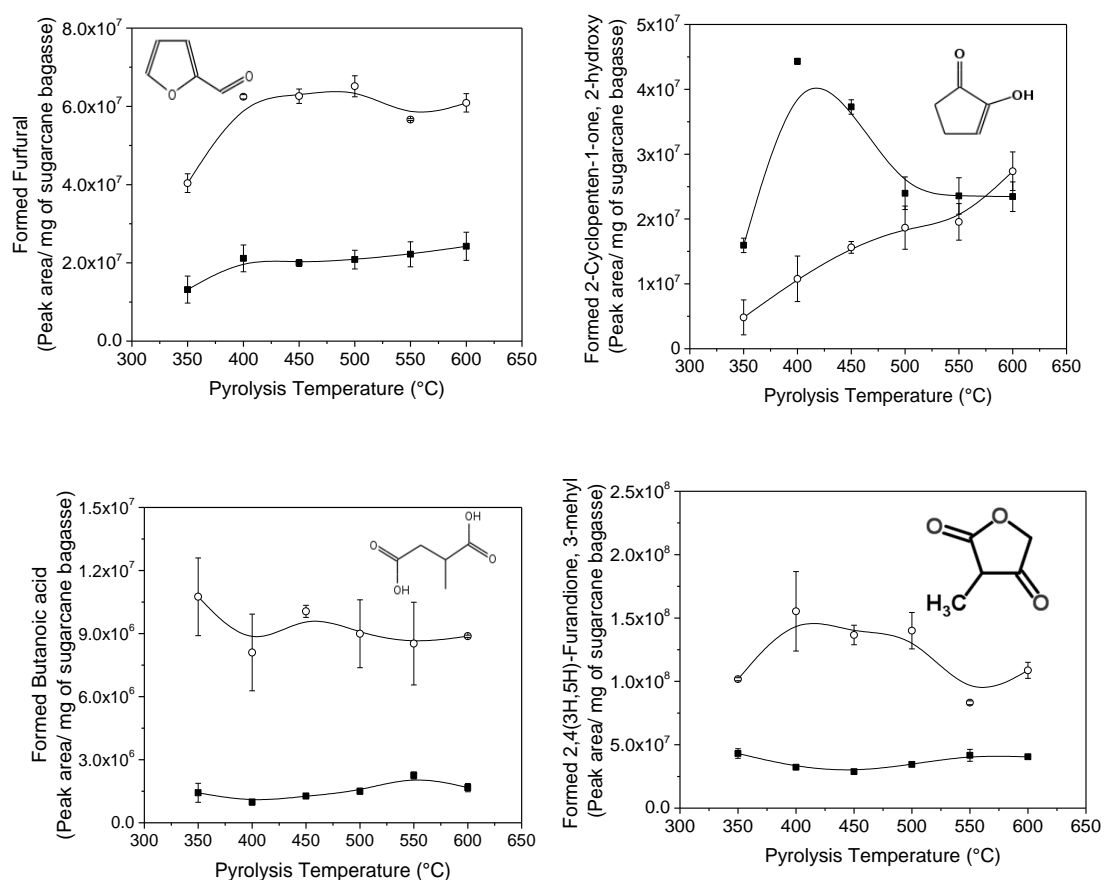 Formed Furfural
(Peak area/ mg of sugarcane bagasse)
8.0x10⁷
6.0x10⁷
4.0x10⁷
2.0x10⁷
0.0
O
O
300 350 400 450 500 550 600 650
Pyrolysis Temperature (°C)
Formed 2-Cyclopenten-1-one, 2-hydroxy
(Peak area/ mg of sugarcane bagasse)
5x10⁷
4x10⁷
3x10⁷
2x10⁷
1x10⁷
0
O
OH
300 350 400 450 500 550 600 650
Pyrolysis Temperature (°C)
Formed Butanoic acid
(Peak area/ mg of sugarcane bagasse)
1.5x10⁷
1.2x10⁷
9.0x10⁶
6.0x10⁶
3.0x10⁶
0.0
OH
O
O
OH
300 350 400 450 500 550 600 650
Pyrolysis Temperature (°C)
Formed 2,4(3H,5H)-Furandione, 3-mehyl
(Peak area/ mg of sugarcane bagasse)
2.5x10⁸
2.0x10⁸
1.5x10⁸
1.0x10⁸
5.0x10⁷
0.0
O
O
H₃C
O
300 350 400 450 500 550 600 650
Pyrolysis Temperature (°C)